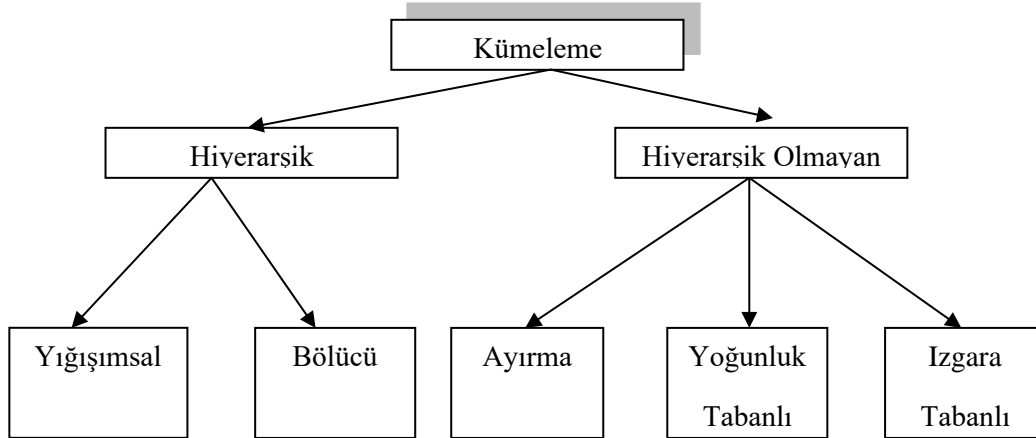 Kümeleme
Hiyerarşik
Hiyerarşik Olmayan
Yığışımsal
Bölücü
Ayırma
Yoğunluk
Tabanlı
Izgara
Tabanlı